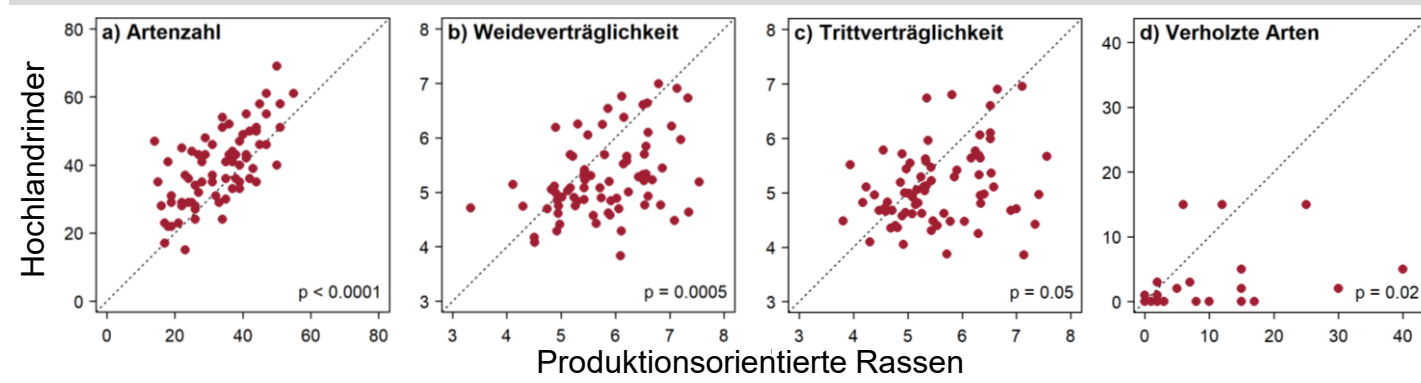 a) Artenzahl
b) Weideverträglichkeit
c) Trittverträglichkeit
d) Verholzte Arten
Hochlandrinder
80
60
40
20
0
8
7
6
5
4
3
8
7
6
5
4
3
40
30
20
10
0
p < 0.0001
p = 0.0005
p = 0.05
p = 0.02
0 20 40 60 80
3 4 5 6 7 8
3 4 5 6 7 8
0 10 20 30 40
Produktionsorientierte Rassen